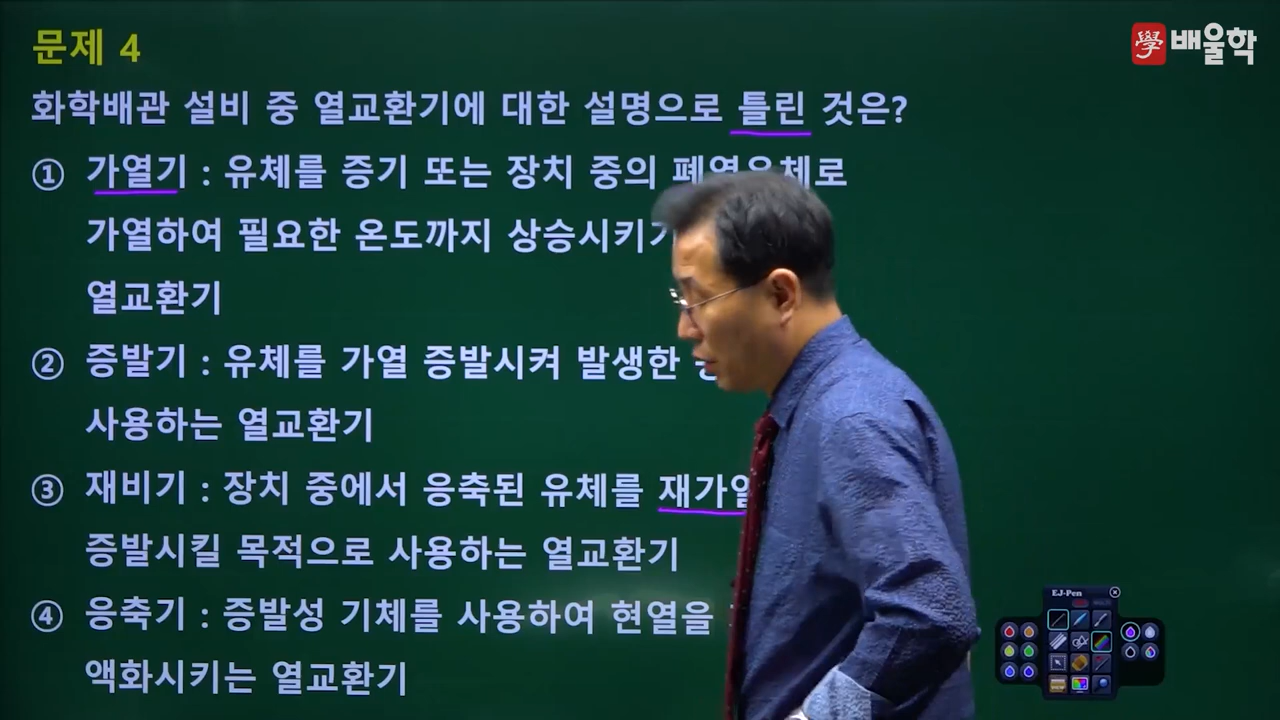 문제 4
學 배울학
화학배관 설비 중 열교환기에 대한 설명으로 틀린 것은?
① 가열기 : 유체를 증기 또는 장치 중의 폐열유체로
가열하여 필요한 온도까지 상승시키기
열교환기
② 증발기 : 유체를 가열 증발시켜 발생한
사용하는 열교환기
③ 재비기 : 장치 중에서 응축된 유체를 재가열
증발시킬 목적으로 사용하는 열교환기
④ 응축기 : 증발성 기체를 사용하여 현열을
액화시키는 열교환기
EJ-Pen